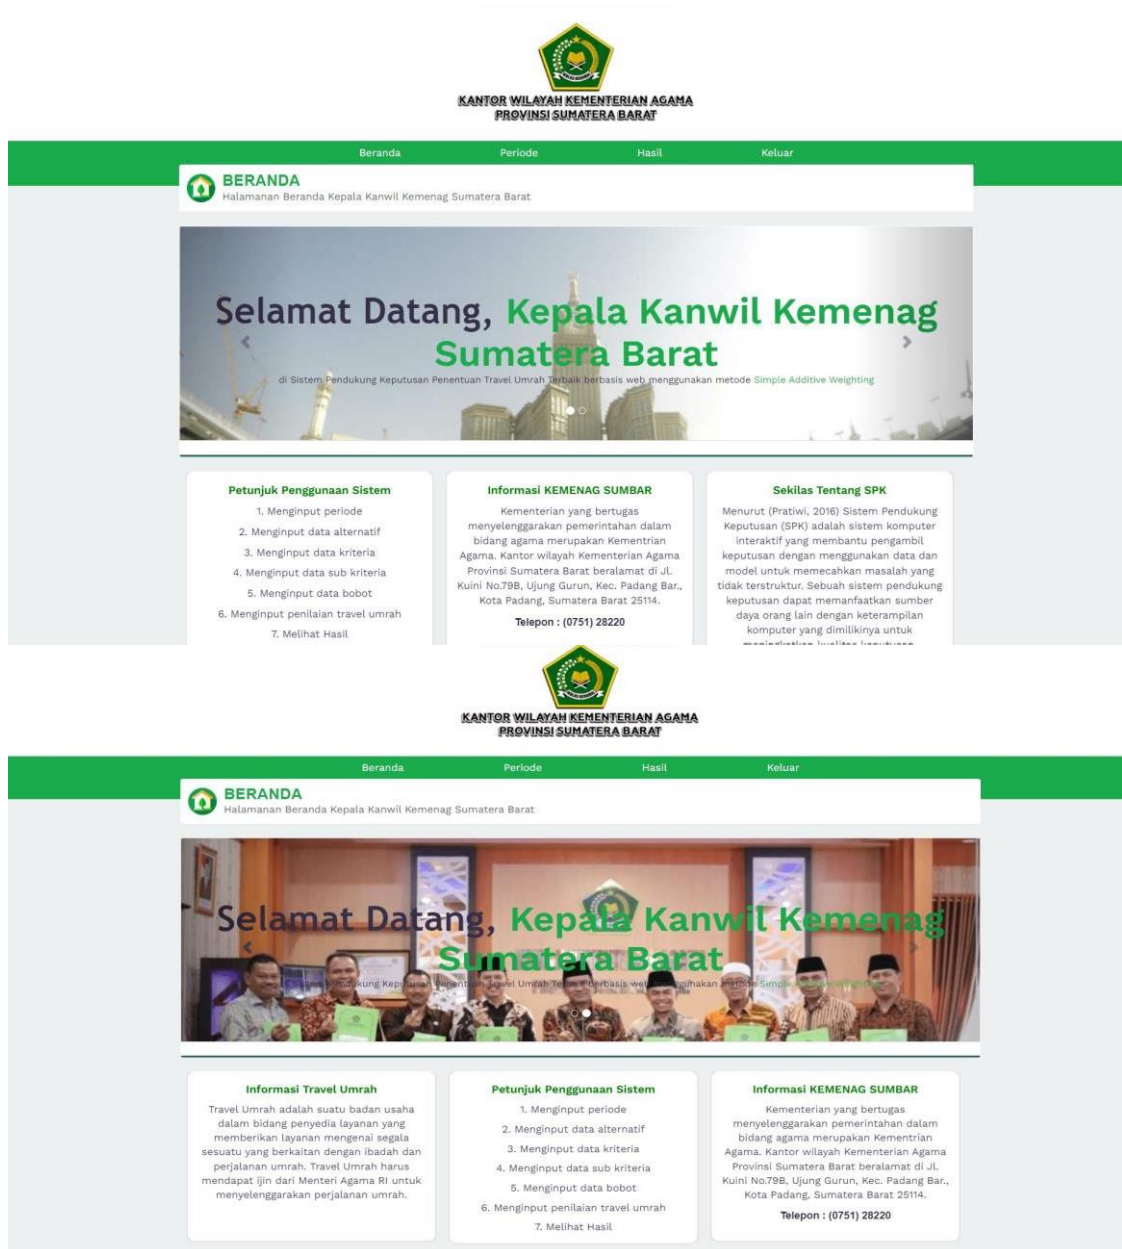 KANTOR WILAYAH KEMENTERIAN AGAMA
PROVINSI SUMATERA BARAT
Beranda Periode Hasil Keluar
BERANDA
Halamanan Beranda Kepala Kanwil Kemenag Sumatera Barat
Selamat Datang, Kepala Kanwil Kemenag
Sumatera Barat
di Sistem Pendukung Keputusan Penentuan Travel Umrah Terbaik berbasis web menggunakan metode Simple Additive Weighting
Petunjuk Penggunaan Sistem
1. Menginput periode
2. Menginput data alternatif
3. Menginput data kriteria
4. Menginput data sub kriteria
5. Menginput data bobot
6. Menginput penilaian travel umrah
7. Melihat Hasil
Informasi KEMENAG SUMBAR
Kementerian yang bertugas
menyelenggarakan pemerintahan dalam
bidang agama merupakan Kementrian
Agama. Kantor wilayah Kementerian Agama
Provinsi Sumatera Barat beralamat di Jl.
Kuini No.79B, Ujung Gurun, Kec. Padang Bar.,
Kota Padang, Sumatera Barat 25114.
Telepon : (0751) 28220
Sekilas Tentang SPK
Menurut (Pratiwi, 2016) Sistem Pendukung
Keputusan (SPK) adalah sistem komputer
interaktif yang membantu pengambil
keputusan dengan menggunakan data dan
model untuk memecahkan masalah yang
tidak terstruktur. Sebuah sistem pendukung
keputusan dapat memanfaatkan sumber
daya orang lain dengan keterampilan
komputer yang dimilikinya untuk
meningkatkan kualitas keputusan
KANTOR WILAYAH KEMENTERIAN AGAMA
PROVINSI SUMATERA BARAT
Beranda Periode Hasil Keluar
BERANDA
Halamanan Beranda Kepala Kanwil Kemenag Sumatera Barat
Selamat Datang, Kepala Kanwil Kemenag
Sumatera Barat
Keputusan Penentuan Travel Umrah berbasis web menggunakan metode Simple Additive Weighting
Informasi Travel Umrah
Travel Umrah adalah suatu badan usaha
dalam bidang penyedia layanan yang
memberikan layanan mengenai segala
sesuatu yang berkaitan dengan ibadah dan
perjalanan umrah. Travel Umrah harus
mendapat ijin dari Menteri Agama RI untuk
menyelenggarakan perjalanan umrah.
Petunjuk Penggunaan Sistem
1. Menginput periode
2. Menginput data alternatif
3. Menginput data kriteria
4. Menginput data sub kriteria
5. Menginput data bobot
6. Menginput penilaian travel umrah
7. Melihat Hasil
Informasi KEMENAG SUMBAR
Kementerian yang bertugas
menyelenggarakan pemerintahan dalam
bidang agama merupakan Kementrian
Agama. Kantor wilayah Kementerian Agama
Provinsi Sumatera Barat beralamat di Jl.
Kuini No.79B, Ujung Gurun, Kec. Padang Bar.,
Kota Padang, Sumatera Barat 25114.
Telepon : (0751) 28220